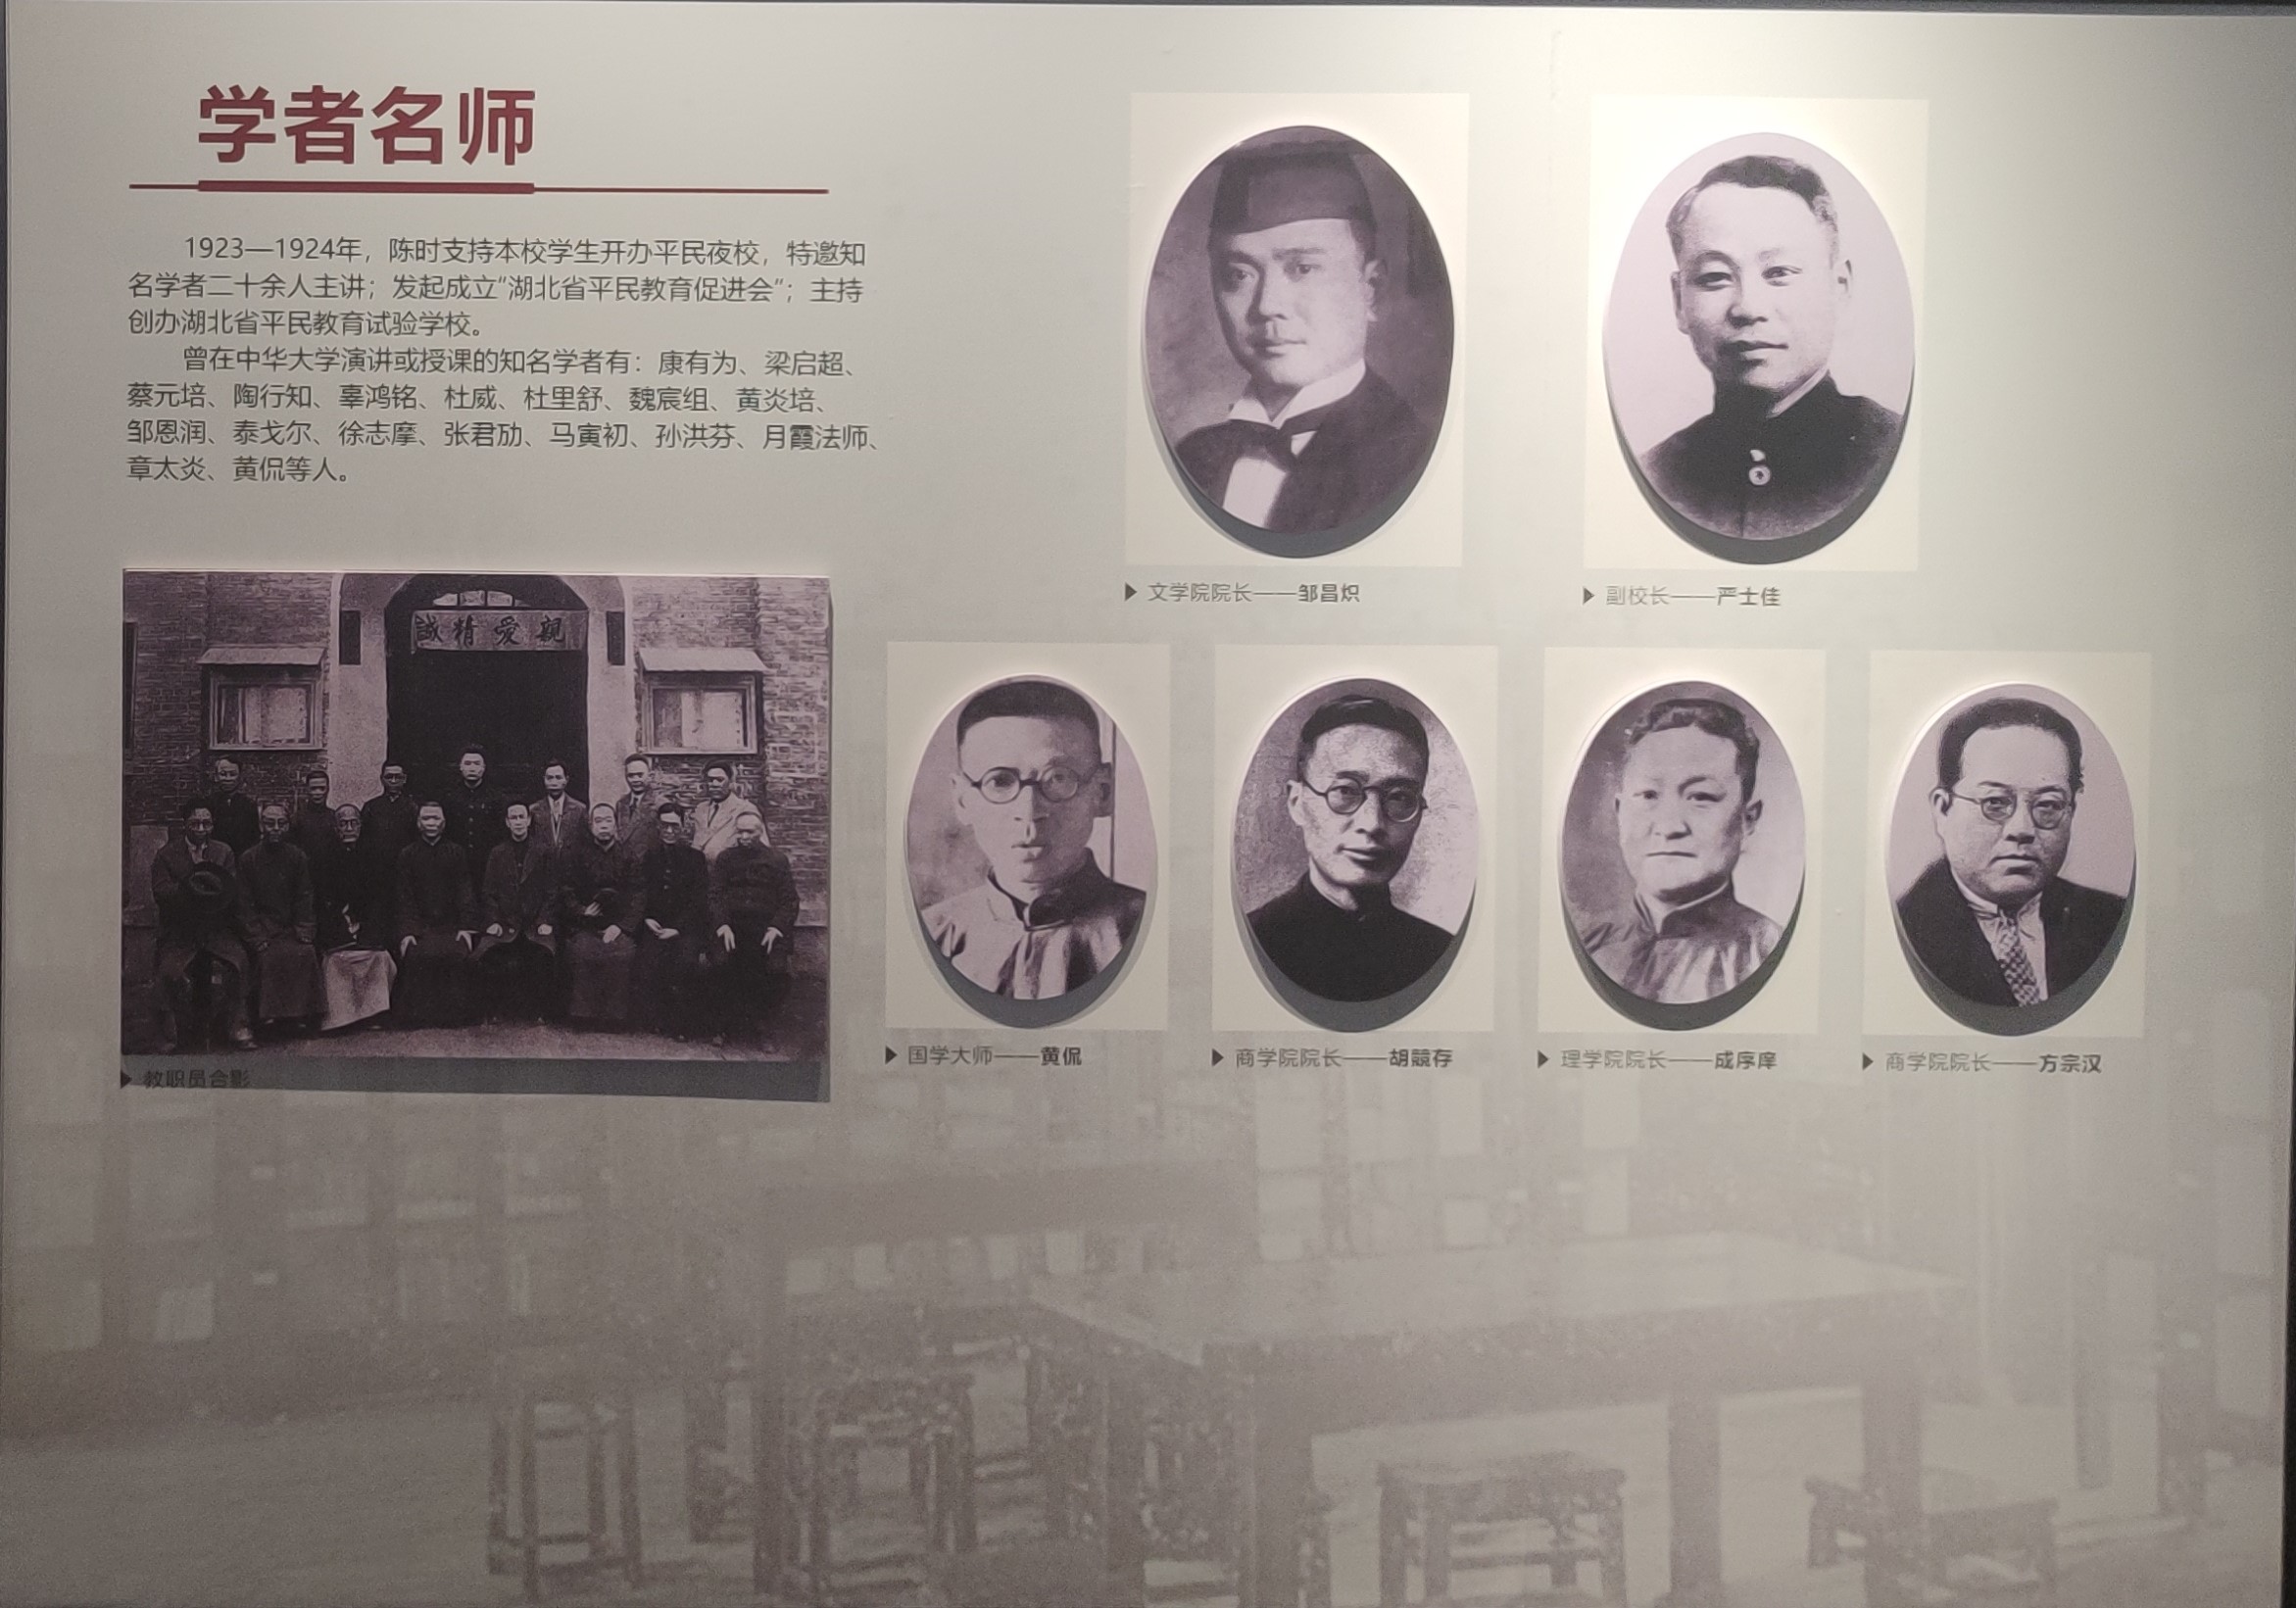 学者名师
1923—1924年，陈时支持本校学生开办平民夜校，特邀知
名学者二十余人主讲；发起成立"湖北省平民教育促进会"；主持
创办湖北省平民教育试验学校。
曾在中华大学演讲或授课的知名学者有：康有为、梁启超、
蔡元培、陶行知、辜鸿铭、杜威、杜里舒、魏宸组、黄炎培、
邹恩润、泰戈尔、徐志摩、张君劢、马寅初、孙洪芬、月霞法师、
章太炎、黄侃等人。
誠精愛親
▶ 教职员合影
▶ 文学院院长——邹昌炽
▶ 副校长——严士佳
▶ 国学大师——黄侃
▶ 商学院院长——胡兢存
▶ 理学院院长——成序庠
▶ 商学院院长——方宗汉